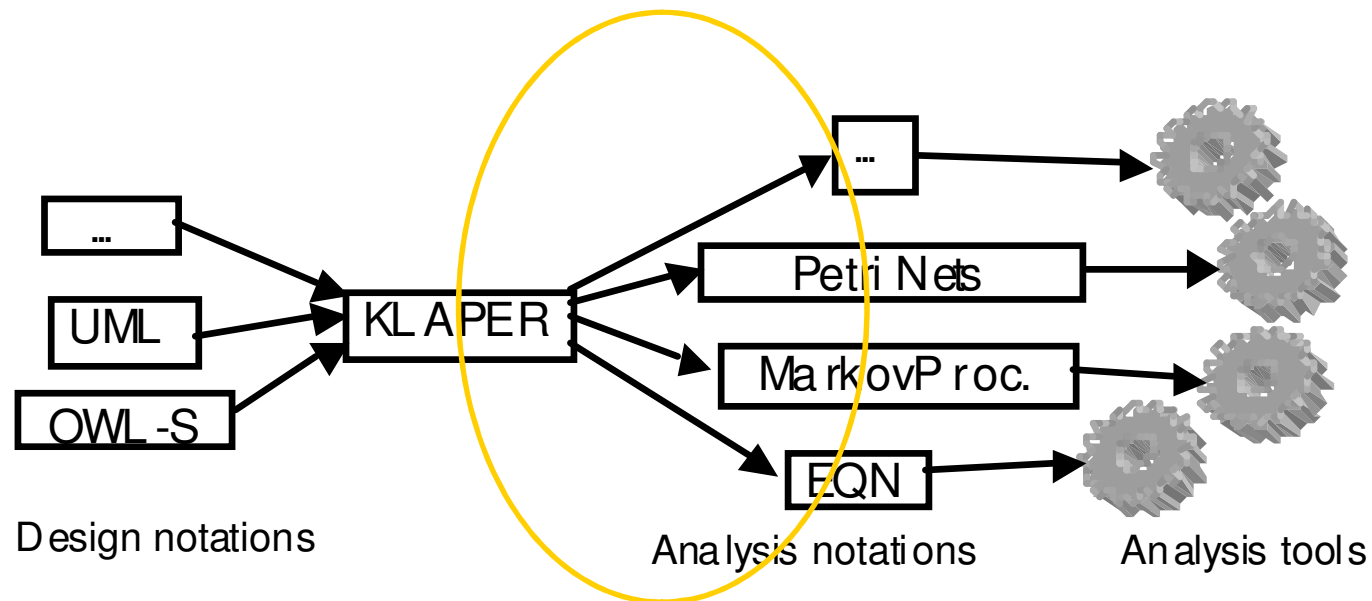 ...
UML
OWL-S
KLAPER
...
Petri Nets
MarkovProc.
EQN
Design notations
Analysis notations
Analysis tools